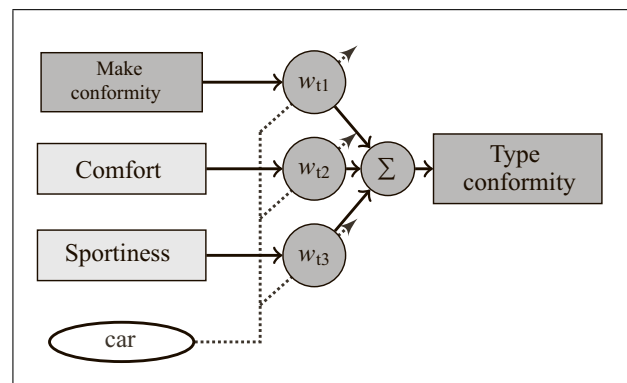 Make
conformity
w_t1
Comfort
w_t2
Σ
Type
conformity
Sportiness
w_t3
car